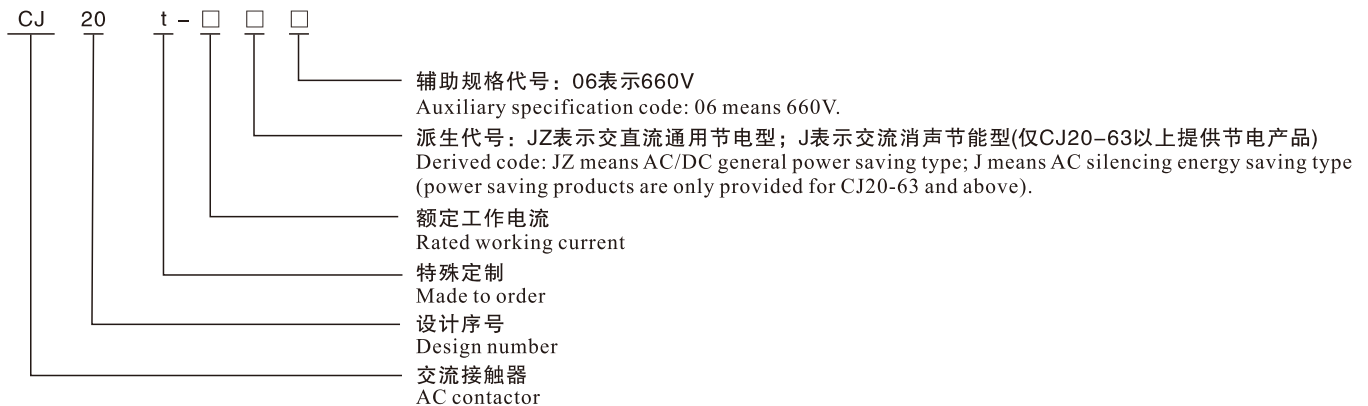 CJ 20 t - □ □ □
辅助规格代号：06表示660V
Auxiliary specification code: 06 means 660V.
派生代号：JZ表示交直流通用节电型；J表示交流消声节能型(仅CJ20-63以上提供节电产品)
Derived code: JZ means AC/DC general power saving type; J means AC silencing energy saving type
(power saving products are only provided for CJ20-63 and above).
额定工作电流
Rated working current
特殊定制
Made to order
设计序号
Design number
交流接触器
AC contactor